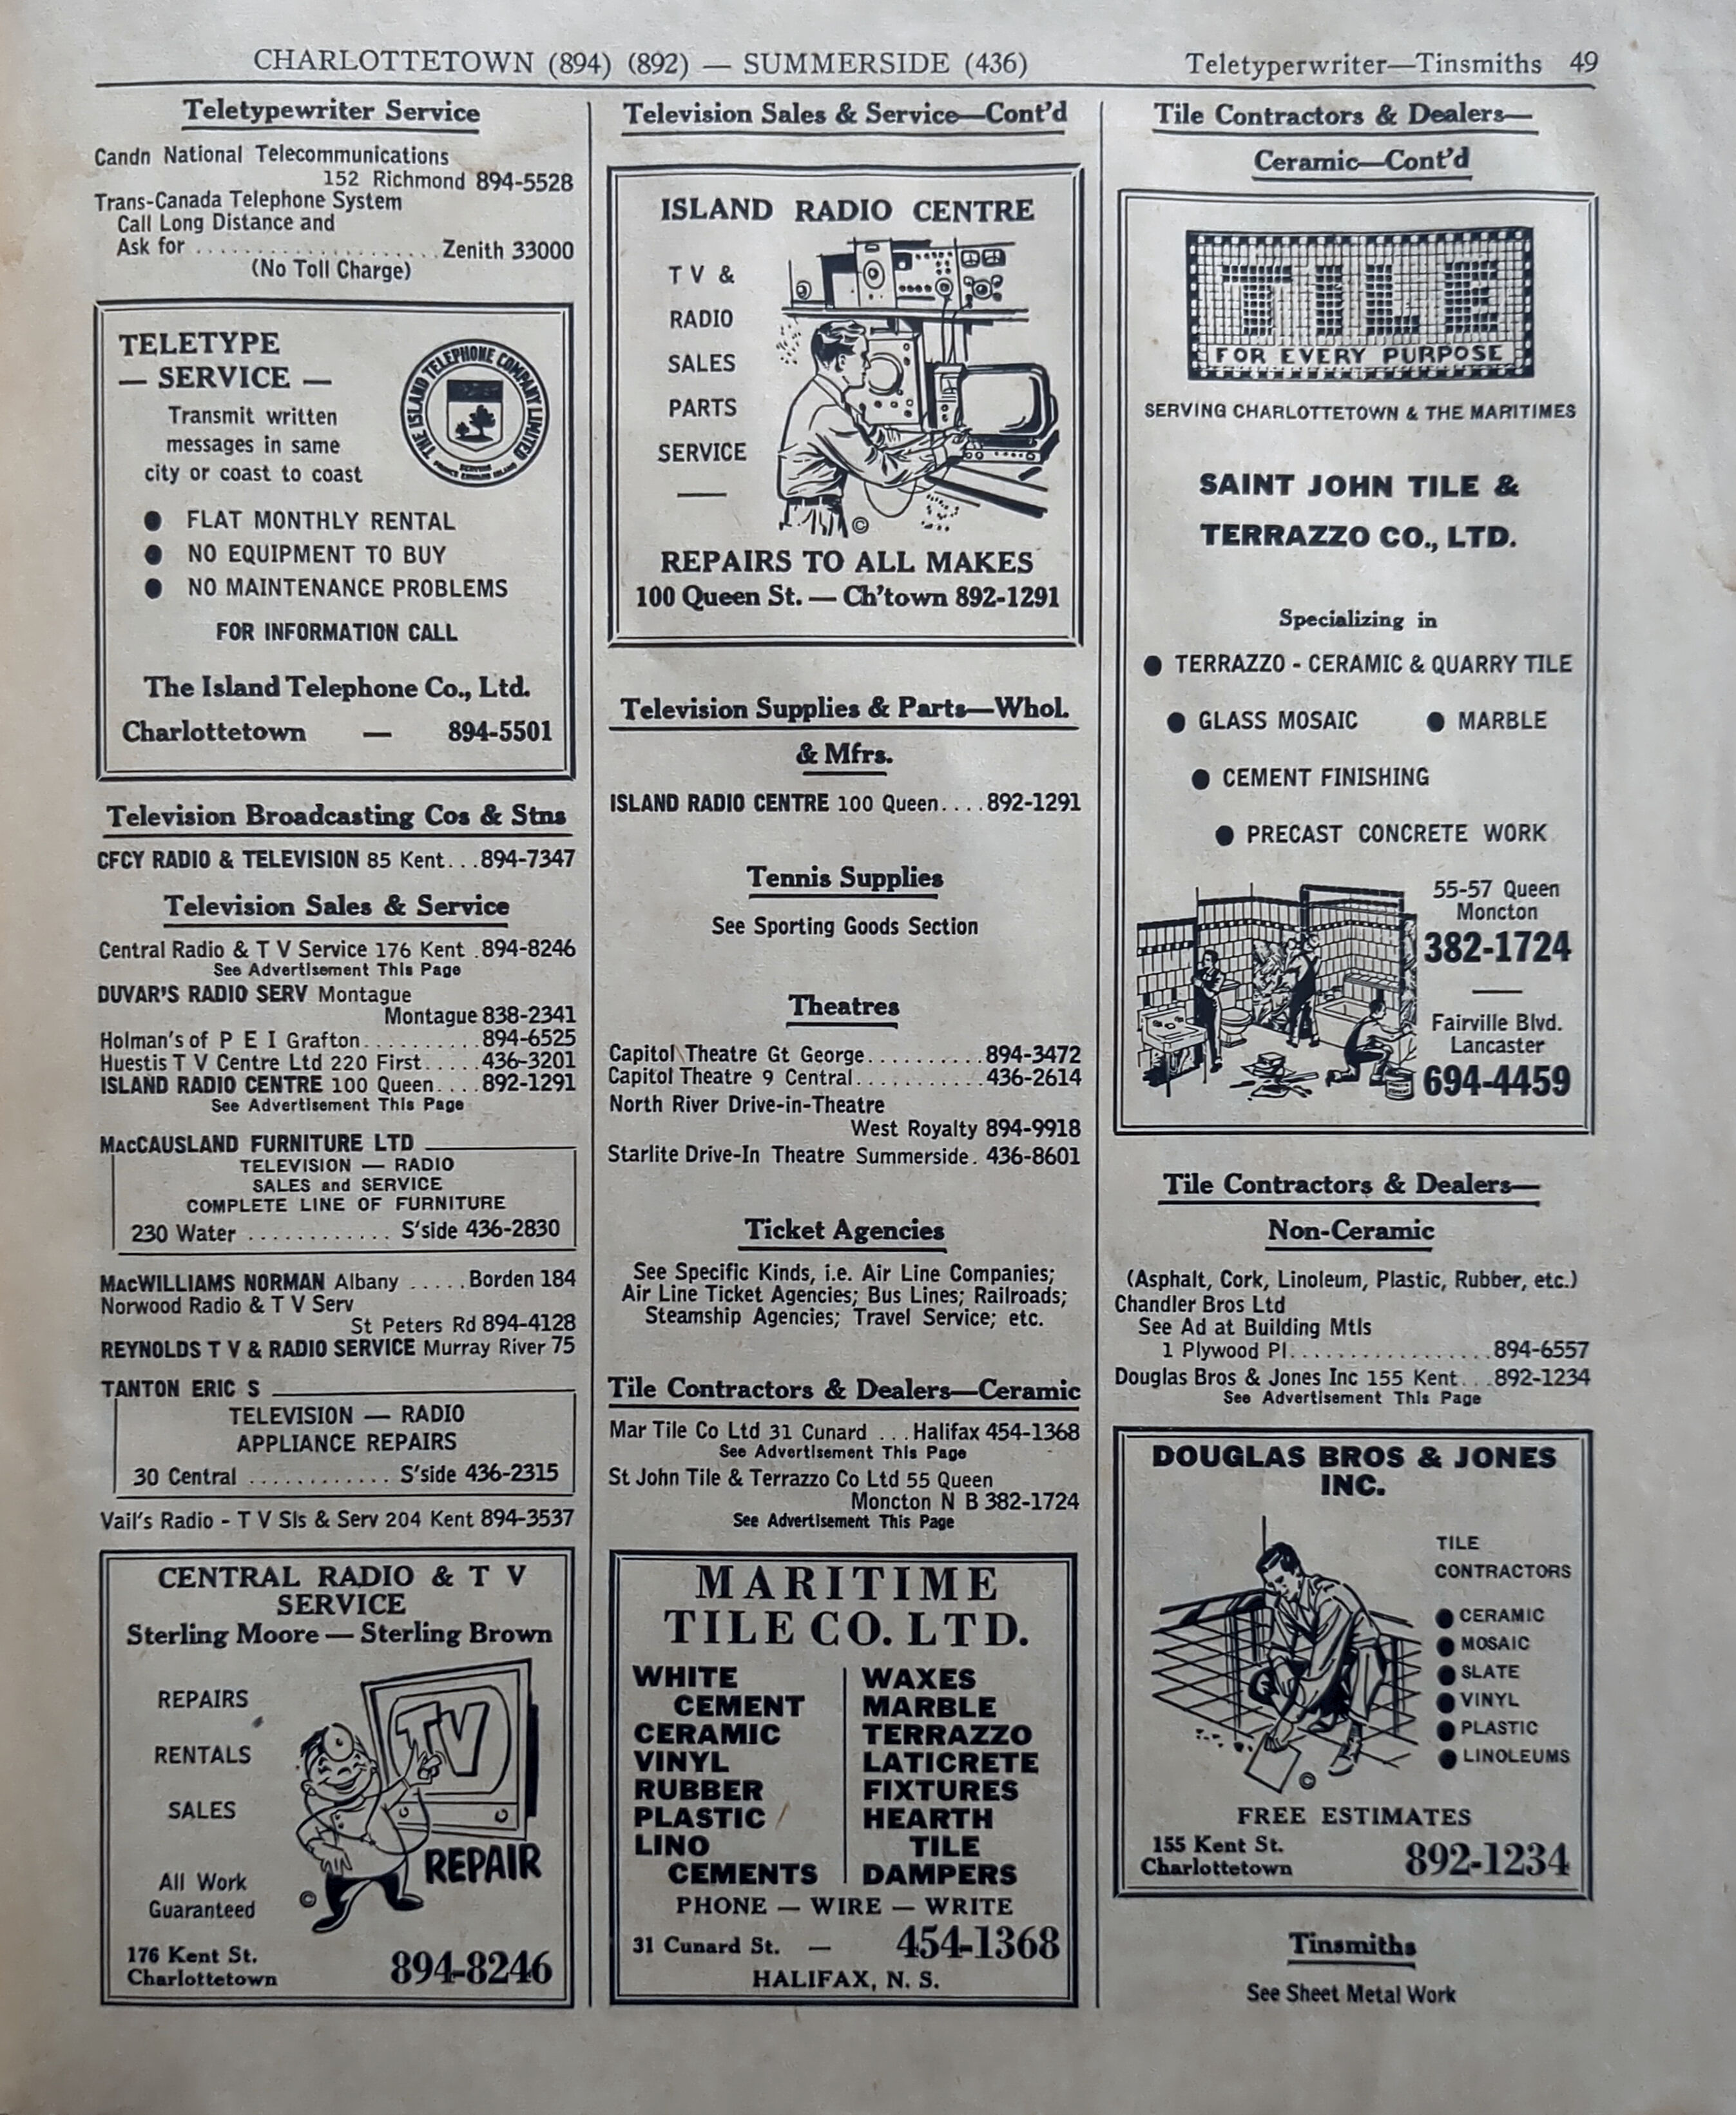 CHARLOTTETOWN (894) (892) — SUMMERSIDE (436)
Teletyperwriter—Tinsmiths 49
Teletypewriter Service
Candn National Telecommunications
152 Richmond 894-5528
Trans-Canada Telephone System
Call Long Distance and
Ask for .................... Zenith 33000
(No Toll Charge)
TELETYPE
— SERVICE —
Transmit written
messages in same
city or coast to coast
THE ISLAND TELEPHONE COMPANY LIMITED
SERVING
PRINCE EDWARD ISLAND
● FLAT MONTHLY RENTAL
● NO EQUIPMENT TO BUY
● NO MAINTENANCE PROBLEMS
FOR INFORMATION CALL
The Island Telephone Co., Ltd.
Charlottetown — 894-5501
Television Broadcasting Cos & Stns
CFCY RADIO & TELEVISION 85 Kent...894-7347
Television Sales & Service
Central Radio & T V Service 176 Kent .894-8246
See Advertisement This Page
DUVAR'S RADIO SERV Montague
Montague 838-2341
Holman's of P E I Grafton..........894-6525
Huestis T V Centre Ltd 220 First.....436-3201
ISLAND RADIO CENTRE 100 Queen....892-1291
See Advertisement This Page
MacCAUSLAND FURNITURE LTD
TELEVISION — RADIO
SALES and SERVICE
COMPLETE LINE OF FURNITURE
230 Water ............ S'side 436-2830
MacWILLIAMS NORMAN Albany .....Borden 184
Norwood Radio & T V Serv
St Peters Rd 894-4128
REYNOLDS T V & RADIO SERVICE Murray River 75
TANTON ERIC S
TELEVISION — RADIO
APPLIANCE REPAIRS
30 Central ............ S'side 436-2315
Vail's Radio - T V Sls & Serv 204 Kent 894-3537
CENTRAL RADIO & T V
SERVICE
Sterling Moore — Sterling Brown
REPAIRS
RENTALS
SALES
TV
REPAIR
All Work
Guaranteed
©
176 Kent St.
Charlottetown
894-8246
Television Sales & Service—Cont'd
ISLAND RADIO CENTRE
T V &
RADIO
SALES
PARTS
SERVICE
©
REPAIRS TO ALL MAKES
100 Queen St. — Ch'town 892-1291
Television Supplies & Parts—Whol.
& Mfrs.
ISLAND RADIO CENTRE 100 Queen....892-1291
Tennis Supplies
See Sporting Goods Section
Theatres
Capitol Theatre Gt George..........894-3472
Capitol Theatre 9 Central...........436-2614
North River Drive-in-Theatre
West Royalty 894-9918
Starlite Drive-In Theatre Summerside. 436-8601
Ticket Agencies
See Specific Kinds, i.e. Air Line Companies;
Air Line Ticket Agencies; Bus Lines; Railroads;
Steamship Agencies; Travel Service; etc.
Tile Contractors & Dealers—Ceramic
Mar Tile Co Ltd 31 Cunard ...Halifax 454-1368
See Advertisement This Page
St John Tile & Terrazzo Co Ltd 55 Queen
Moncton N B 382-1724
See Advertisement This Page
MARITIME
TILE CO. LTD.
WHITE
CEMENT
CERAMIC
VINYL
RUBBER
PLASTIC
LINO
CEMENTS
WAXES
MARBLE
TERRAZZO
LATICRETE
FIXTURES
HEARTH
TILE
DAMPERS
PHONE — WIRE — WRITE
31 Cunard St. — 454-1368
HALIFAX, N. S.
Tile Contractors & Dealers—
Ceramic—Cont'd
TILE
FOR EVERY PURPOSE
SERVING CHARLOTTETOWN & THE MARITIMES
SAINT JOHN TILE &
TERRAZZO CO., LTD.
Specializing in
● TERRAZZO - CERAMIC & QUARRY TILE
● GLASS MOSAIC ● MARBLE
● CEMENT FINISHING
● PRECAST CONCRETE WORK
55-57 Queen
Moncton
382-1724
—
Fairville Blvd.
Lancaster
694-4459
Tile Contractors & Dealers—
Non-Ceramic
(Asphalt, Cork, Linoleum, Plastic, Rubber, etc.)
Chandler Bros Ltd
See Ad at Building Mtls
1 Plywood Pl.................894-6557
Douglas Bros & Jones Inc 155 Kent...892-1234
See Advertisement This Page
DOUGLAS BROS & JONES
INC.
TILE
CONTRACTORS
● CERAMIC
● MOSAIC
● SLATE
● VINYL
● PLASTIC
● LINOLEUMS
©
FREE ESTIMATES
155 Kent St.
Charlottetown
892-1234
Tinsmiths
See Sheet Metal Work